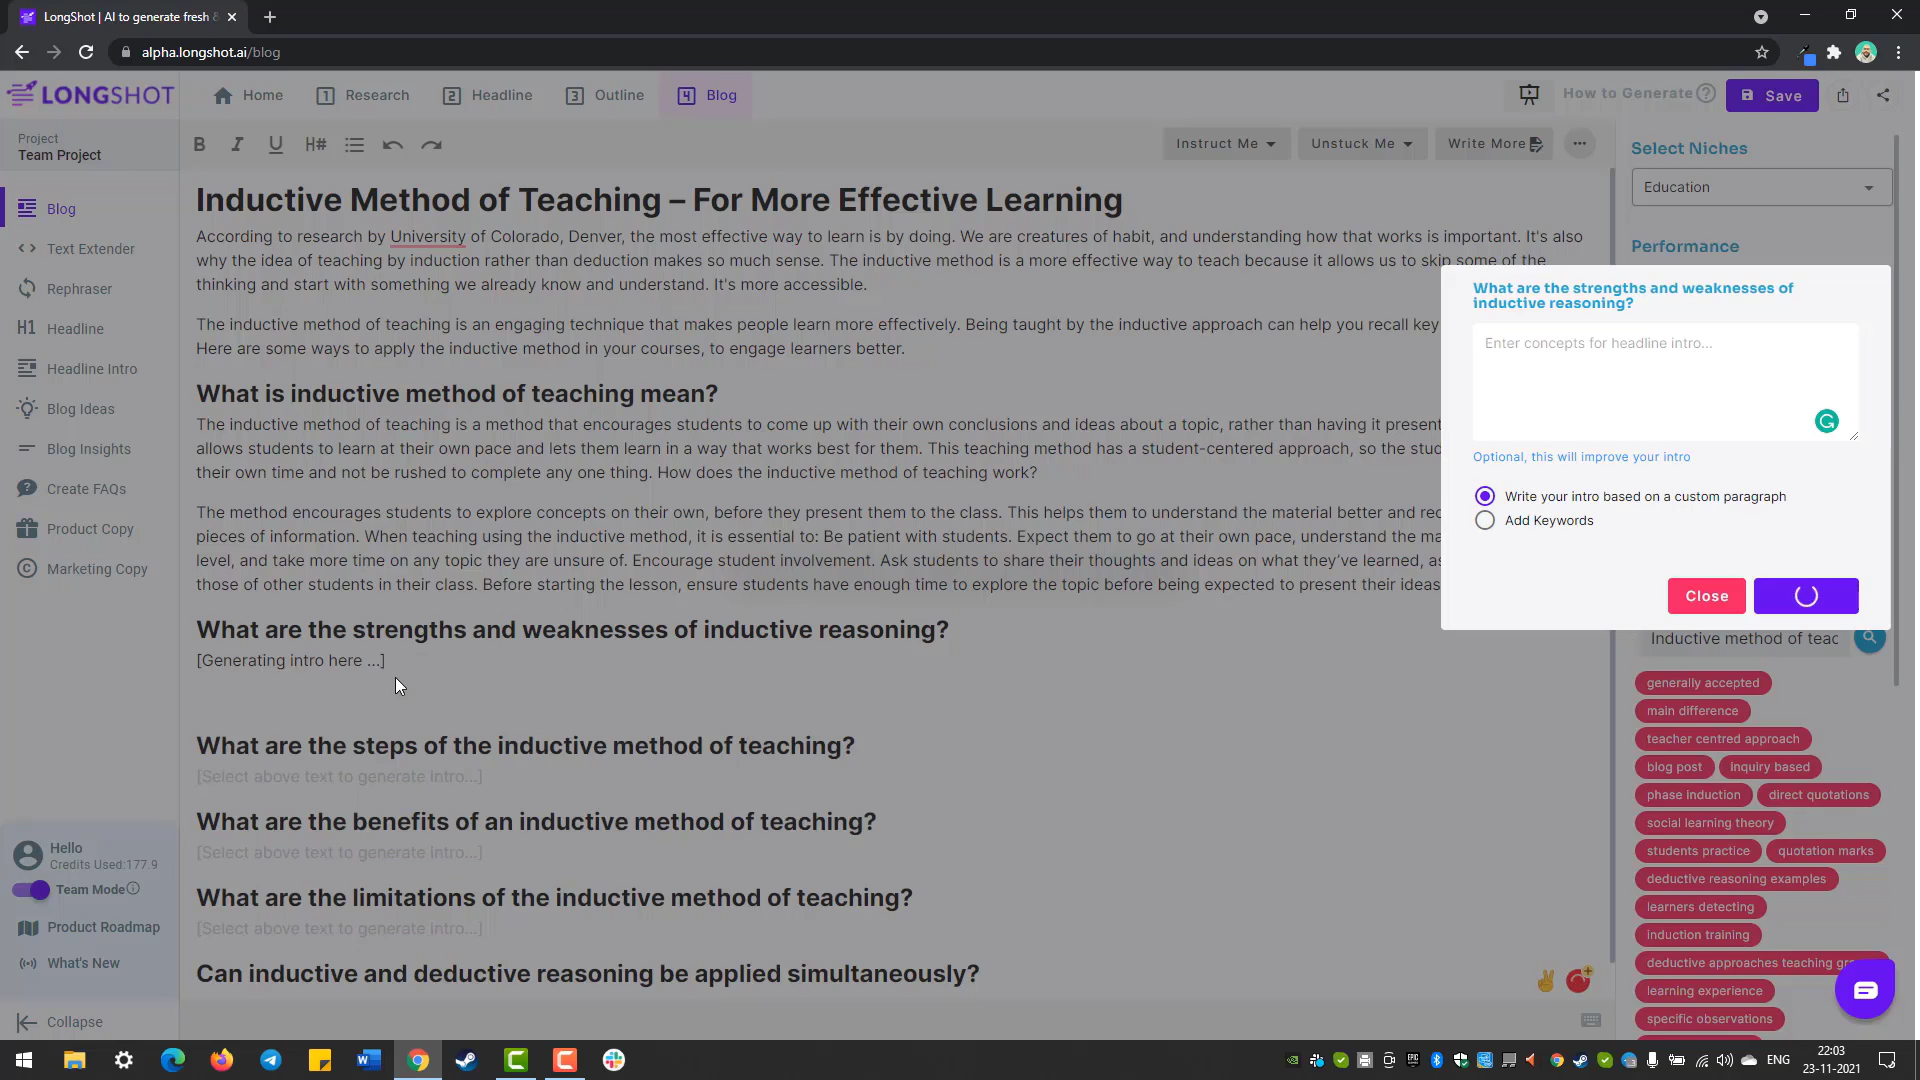 LongShot | AI to generate fresh &
alpha.longshot.ai/blog
LONGSHOT
Home
1 Research
2 Headline
3 Outline
4 Blog
How to Generate ?
Save
Project
Team Project
B I U H#
Instruct Me
Unstuck Me
Write More
Select Niches
Education
Performance
Blog
Text Extender
Rephraser
H1 Headline
Headline Intro
Blog Ideas
Blog Insights
Create FAQs
Product Copy
Marketing Copy
Hello
Credits Used:177.9
Team Mode
Product Roadmap
What's New
Collapse
Inductive Method of Teaching – For More Effective Learning
According to research by University of Colorado, Denver, the most effective way to learn is by doing. We are creatures of habit, and understanding how that works is important. It's also
why the idea of teaching by induction rather than deduction makes so much sense. The inductive method is a more effective way to teach because it allows us to skip some of the
thinking and start with something we already know and understand. It's more accessible.
The inductive method of teaching is an engaging technique that makes people learn more effectively. Being taught by the inductive approach can help you recall key
Here are some ways to apply the inductive method in your courses, to engage learners better.
What is inductive method of teaching mean?
The inductive method of teaching is a method that encourages students to come up with their own conclusions and ideas about a topic, rather than having it present
allows students to learn at their own pace and lets them learn in a way that works best for them. This teaching method has a student-centered approach, so the stud
their own time and not be rushed to complete any one thing. How does the inductive method of teaching work?
The method encourages students to explore concepts on their own, before they present them to the class. This helps them to understand the material better and rec
pieces of information. When teaching using the inductive method, it is essential to: Be patient with students. Expect them to go at their own pace, understand the ma
level, and take more time on any topic they are unsure of. Encourage student involvement. Ask students to share their thoughts and ideas on what they've learned, as
those of other students in their class. Before starting the lesson, ensure students have enough time to explore the topic before being expected to present their ideas
What are the strengths and weaknesses of inductive reasoning?
[Generating intro here ...]
What are the steps of the inductive method of teaching?
[Select above text to generate intro...]
What are the benefits of an inductive method of teaching?
[Select above text to generate intro...]
What are the limitations of the inductive method of teaching?
[Select above text to generate intro...]
Can inductive and deductive reasoning be applied simultaneously?
What are the strengths and weaknesses of
inductive reasoning?
Enter concepts for headline intro...
Optional, this will improve your intro
Write your intro based on a custom paragraph
Add Keywords
Close
Inductive method of teac
generally accepted
main difference
teacher centred approach
blog post
inquiry based
phase induction
direct quotations
social learning theory
students practice
quotation marks
deductive reasoning examples
learners detecting
induction training
deductive approaches teaching gr
learning experience
specific observations
ENG
22:03
23-11-2021